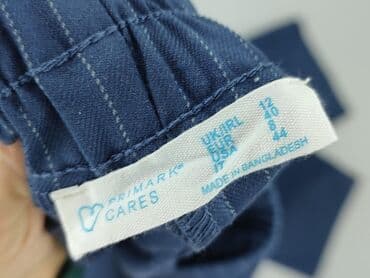 PRIMARK®
CARES
UK/IRL 12
EUR 40
USA 8
IT 44
MADE IN BANGLADESH